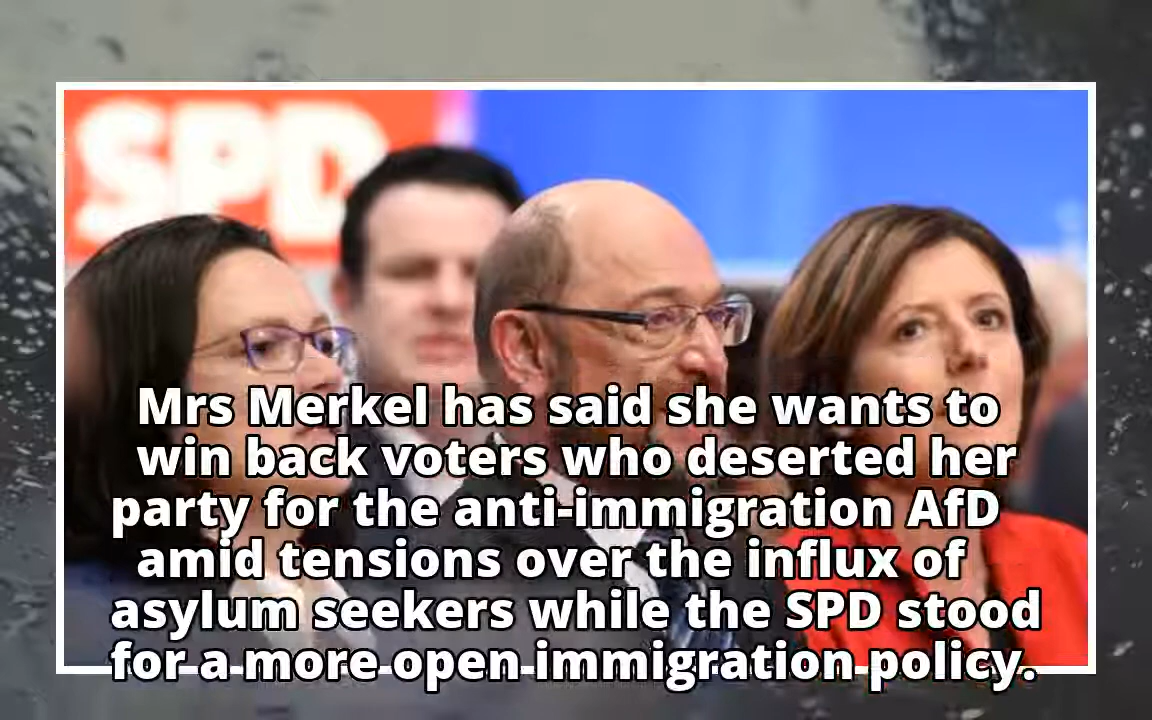 SPD
Mrs Merkel has said she wants to
win back voters who deserted her
party for the anti-immigration AfD
amid tensions over the influx of
asylum seekers while the SPD stood
for a more open immigration policy.